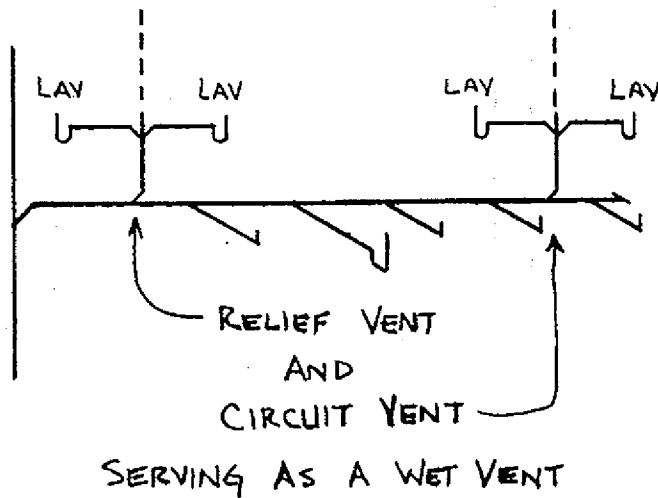 LAV LAV LAV LAV
RELIEF VENT
AND
CIRCUIT VENT
SERVING AS A WET VENT